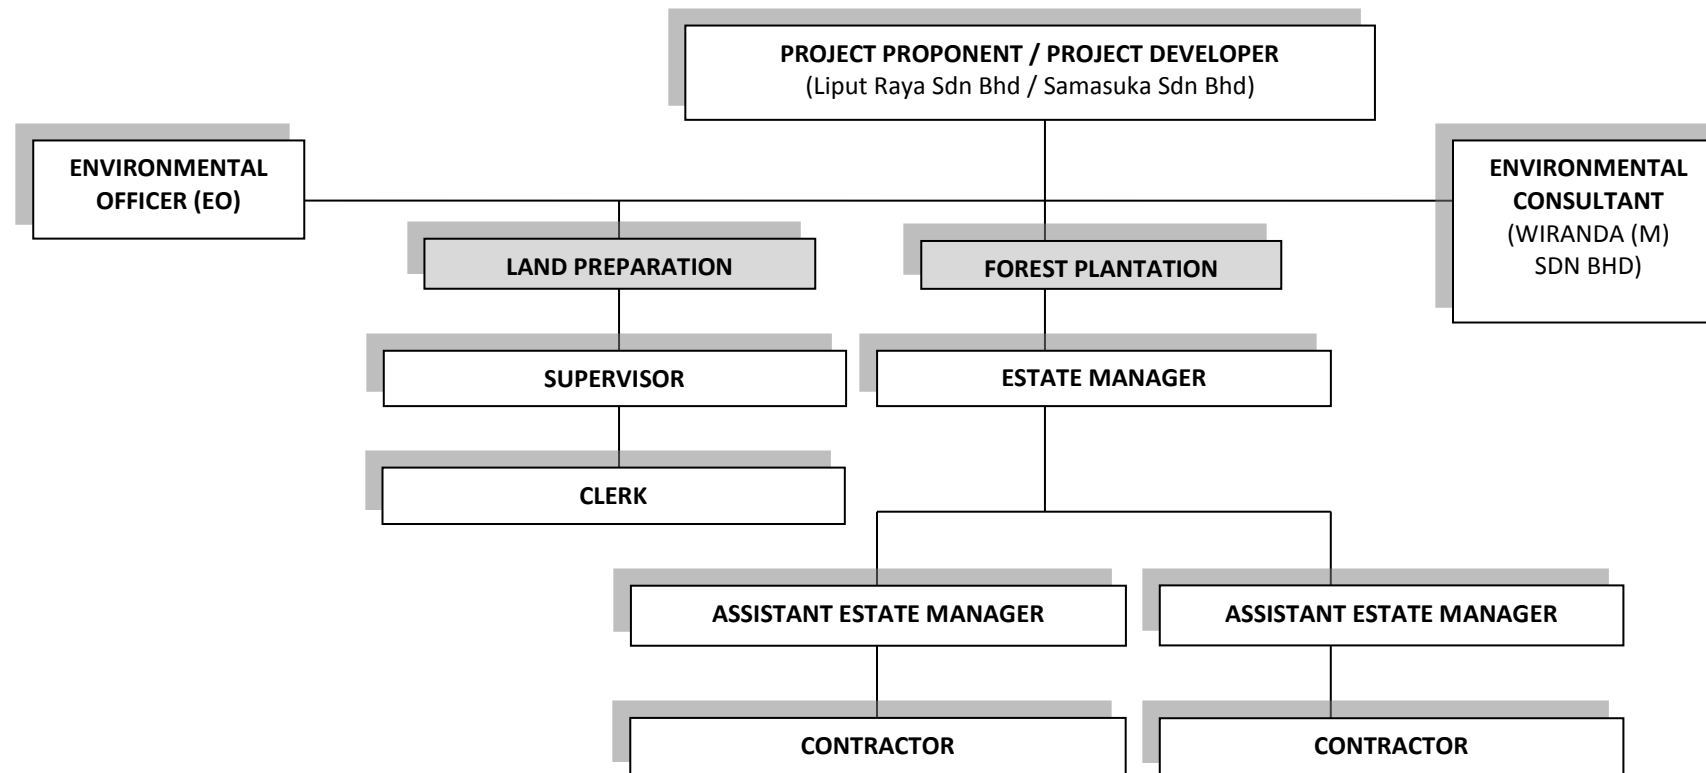 PROJECT PROPONENT / PROJECT DEVELOPER
(Liput Raya Sdn Bhd / Samasuka Sdn Bhd)
ENVIRONMENTAL
OFFICER (EO)
ENVIRONMENTAL
CONSULTANT
(WIRANDA (M)
SDN BHD)
LAND PREPARATION
FOREST PLANTATION
SUPERVISOR
ESTATE MANAGER
CLERK
ASSISTANT ESTATE MANAGER
ASSISTANT ESTATE MANAGER
CONTRACTOR
CONTRACTOR